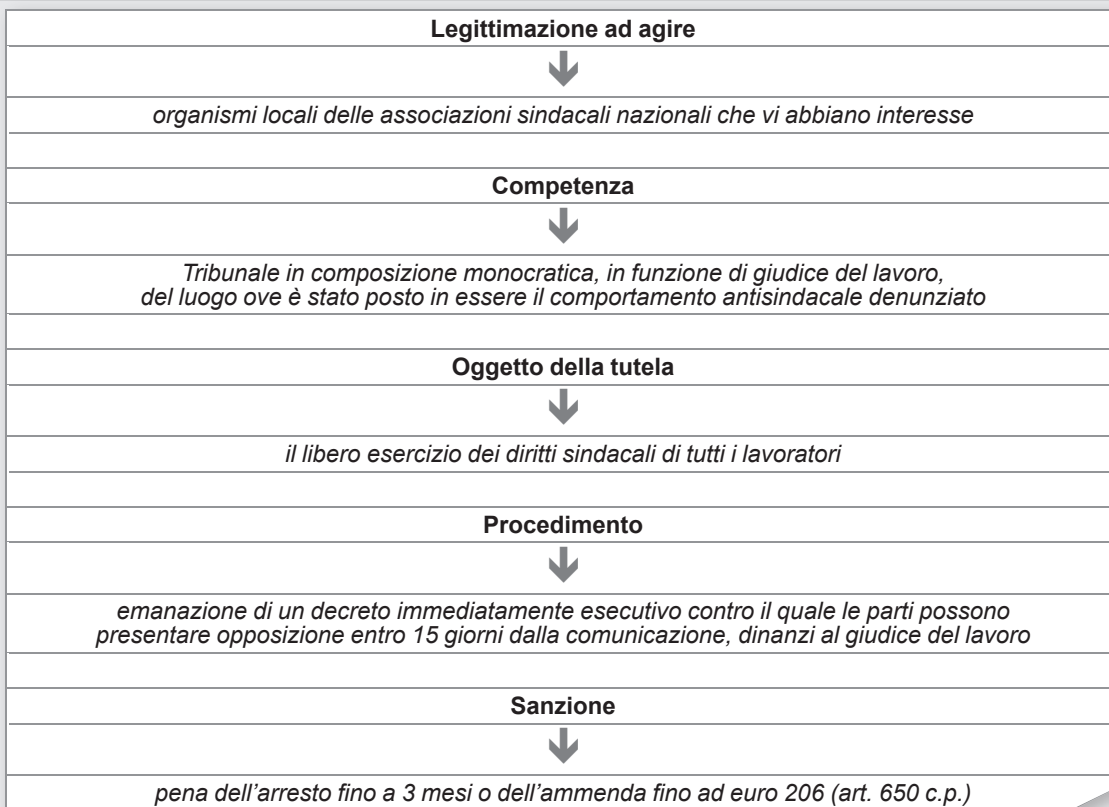 Legittimazione ad agire
organismi locali delle associazioni sindacali nazionali che vi abbiano interesse
Competenza
Tribunale in composizione monocratica, in funzione di giudice del lavoro,
del luogo ove è stato posto in essere il comportamento antisindacale denunziato
Oggetto della tutela
il libero esercizio dei diritti sindacali di tutti i lavoratori
Procedimento
emanazione di un decreto immediatamente esecutivo contro il quale le parti possono
presentare opposizione entro 15 giorni dalla comunicazione, dinanzi al giudice del lavoro
Sanzione
pena dell’arresto fino a 3 mesi o dell’ammenda fino ad euro 206 (art. 650 c.p.)